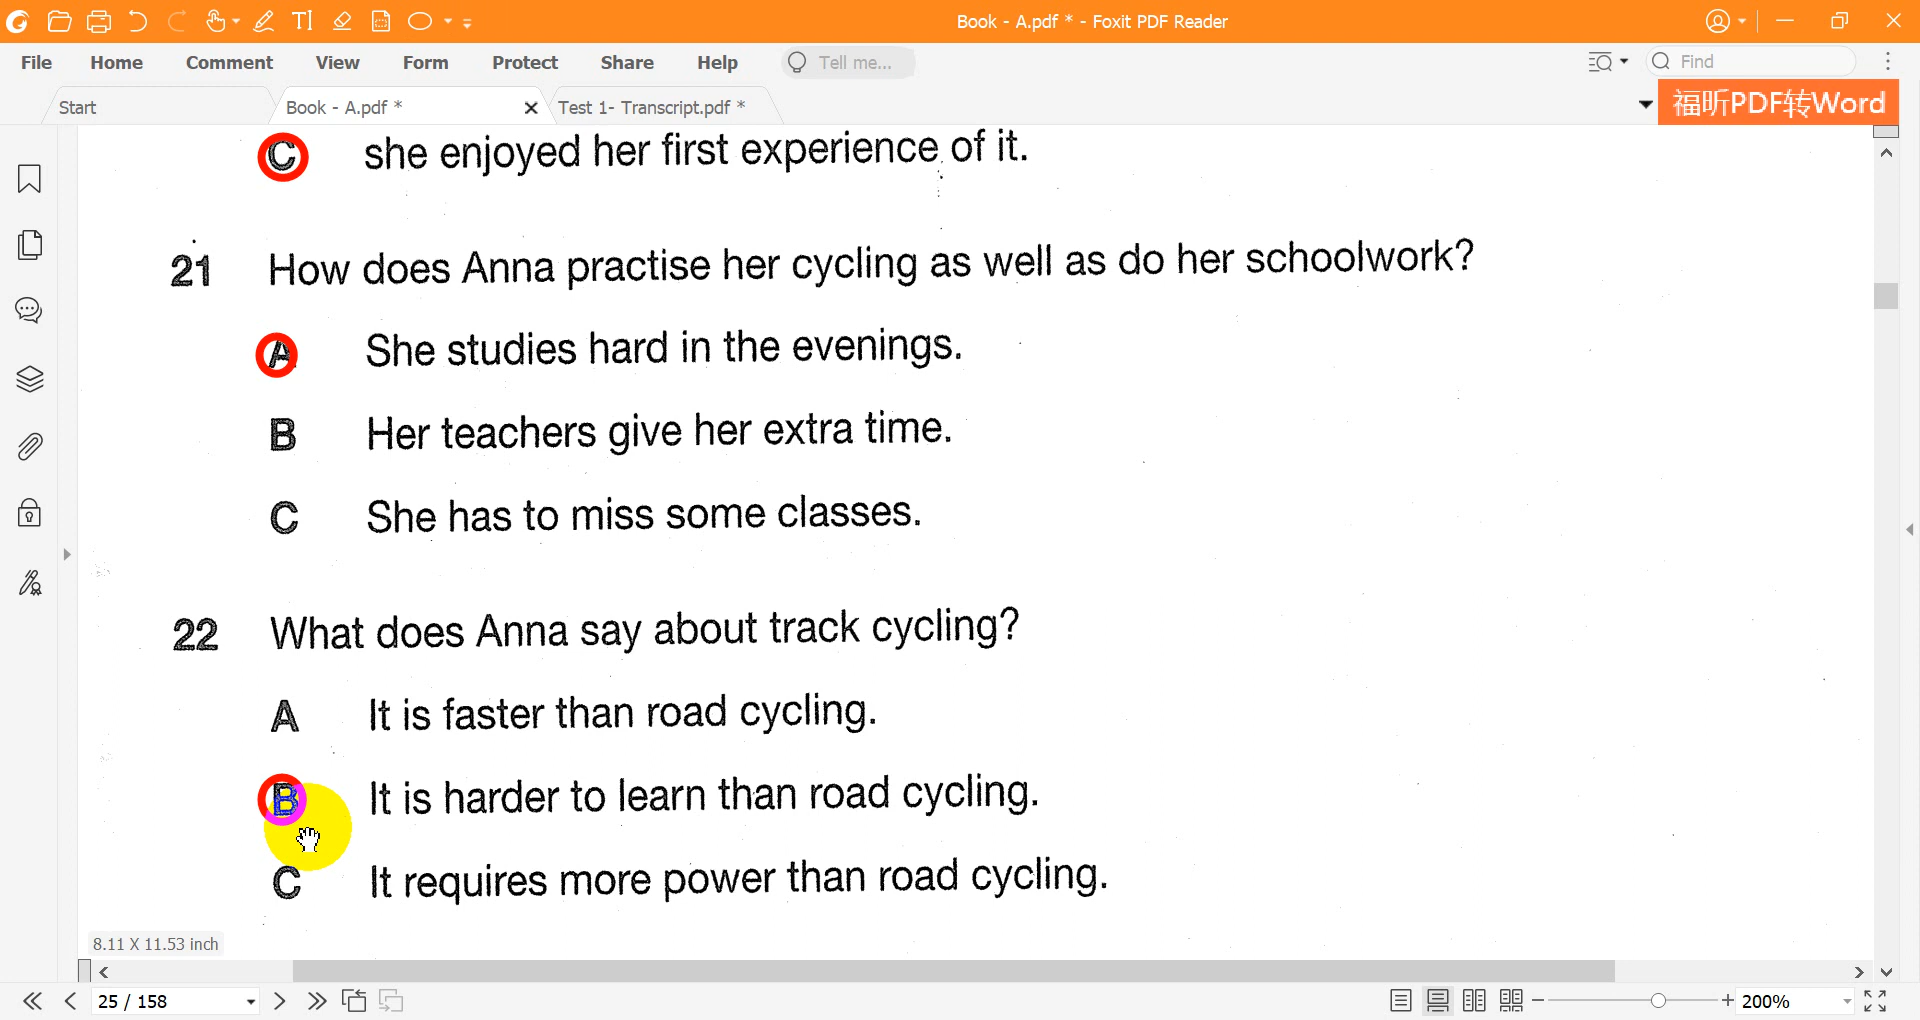 Book - A.pdf * - Foxit PDF Reader
File Home Comment View Form Protect Share Help Tell me... Find
Start Book - A.pdf * Test 1- Transcript.pdf * 福昕PDF转Word
C she enjoyed her first experience of it.
21 How does Anna practise her cycling as well as do her schoolwork?
A She studies hard in the evenings.
B Her teachers give her extra time.
C She has to miss some classes.
22 What does Anna say about track cycling?
A It is faster than road cycling.
B It is harder to learn than road cycling.
C It requires more power than road cycling.
8.11 X 11.53 inch
25 / 158 200%